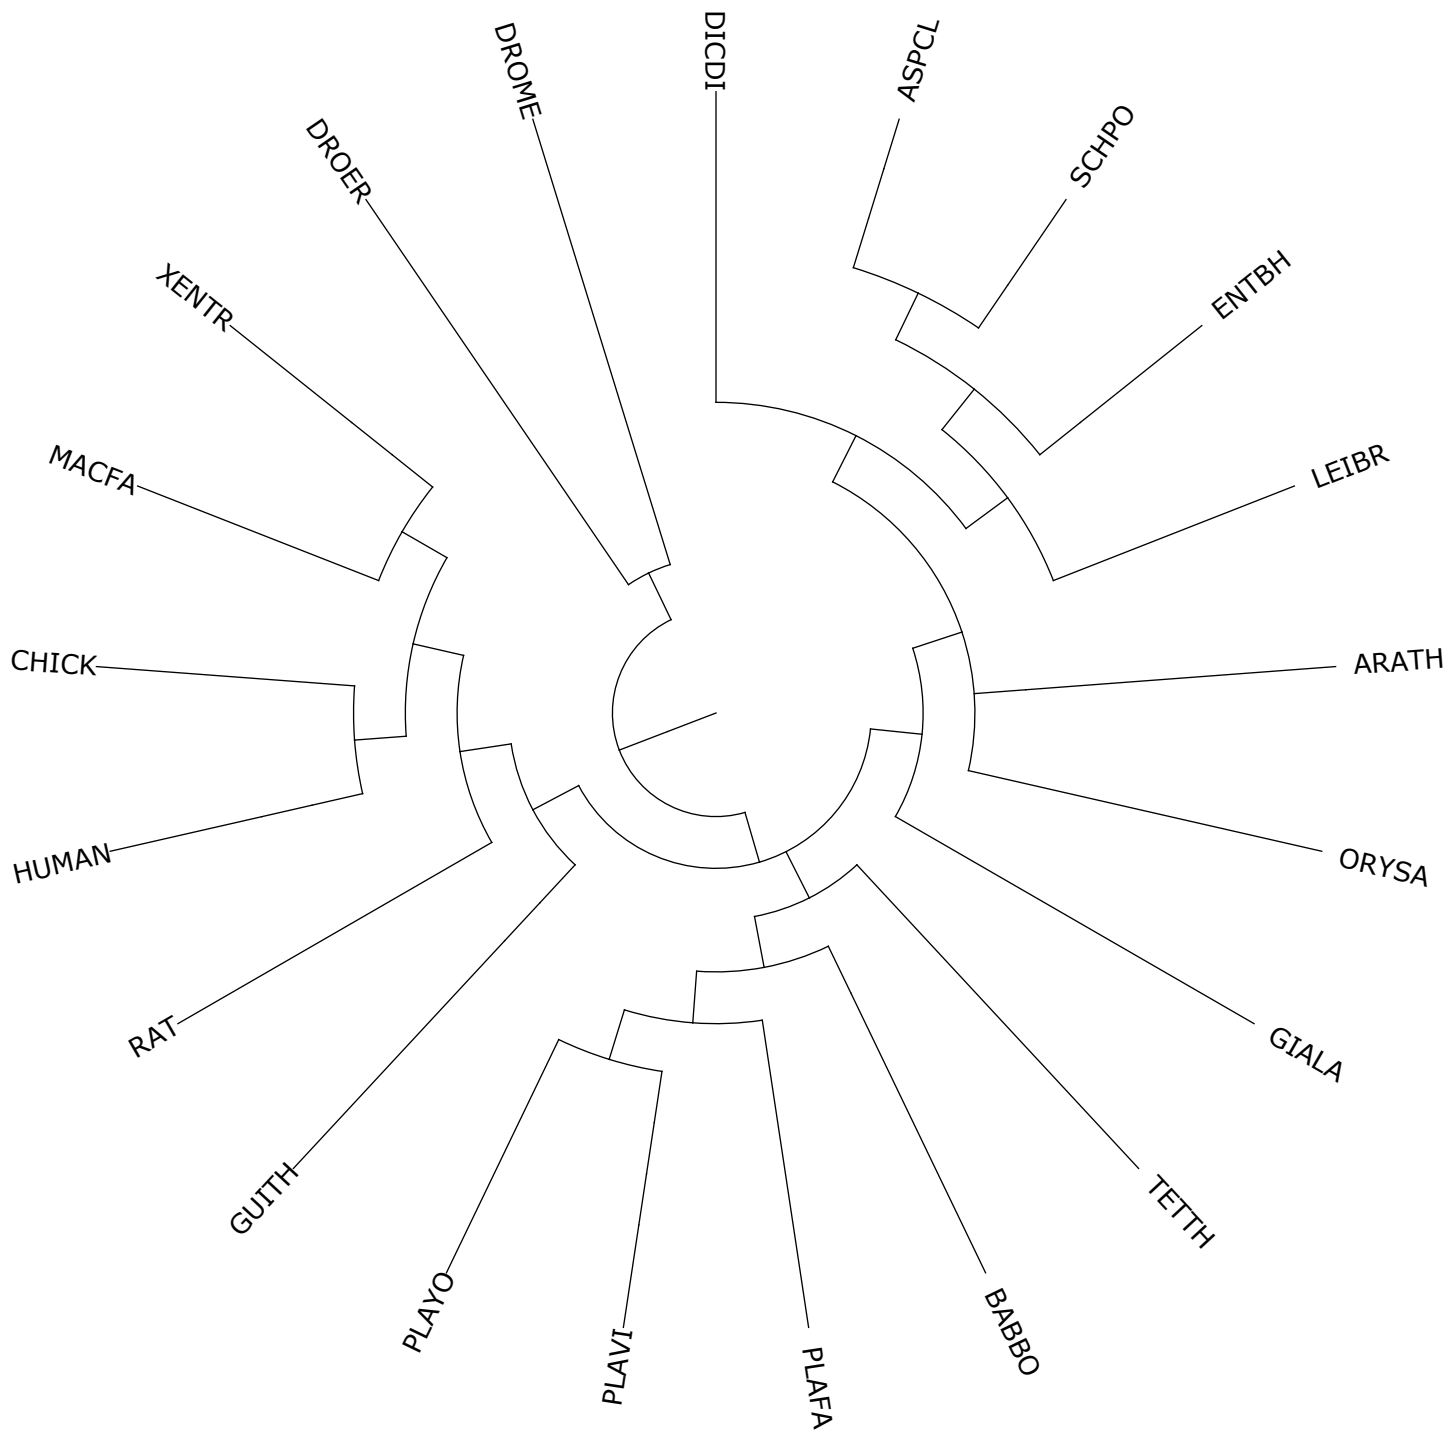 DICDI
ASPCL
SCHPO
ENTBH
LEIBR
ARATH
ORYSA
GIALA
TETTH
BABBO
PLAFA
PLAVI
PLAYO
GUITH
RAT
HUMAN
CHICK
MACFA
XENTR
DROER
DROME